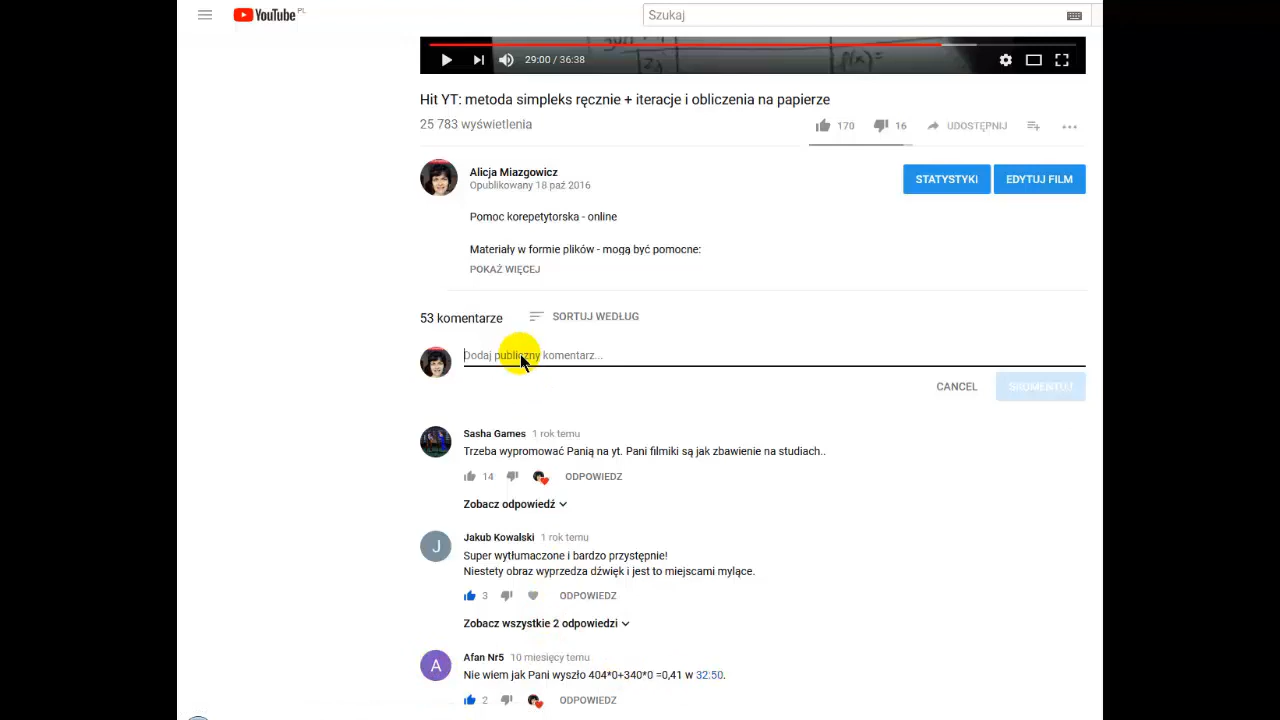 YouTube PL
Szukaj
29:00 / 36:38
f(x)=
Hit YT: metoda simpleks ręcznie + iteracje i obliczenia na papierze
25 783 wyświetlenia
170
16
UDOSTĘPNIJ
Alicja Miazgowicz
Opublikowany 18 paź 2016
STATYSTYKI
EDYTUJ FILM
Pomoc korepetytorska - online
Materiały w formie plików - mogą być pomocne:
POKAŻ WIĘCEJ
53 komentarze
SORTUJ WEDŁUG
Dodaj publiczny komentarz...
CANCEL
SKOMENTUJ
Sasha Games 1 rok temu
Trzeba wypromować Panią na yt. Pani filmiki są jak zbawienie na studiach..
14
ODPOWIEDZ
Zobacz odpowiedź
J
Jakub Kowalski 1 rok temu
Super wytłumaczone i bardzo przystępnie!
Niestety obraz wyprzedza dźwięk i jest to miejscami mylące.
3
ODPOWIEDZ
Zobacz wszystkie 2 odpowiedzi
A
Afan Nr5 10 miesięcy temu
Nie wiem jak Pani wyszło 404*0+340*0 =0,41 w 32:50.
2
ODPOWIEDZ